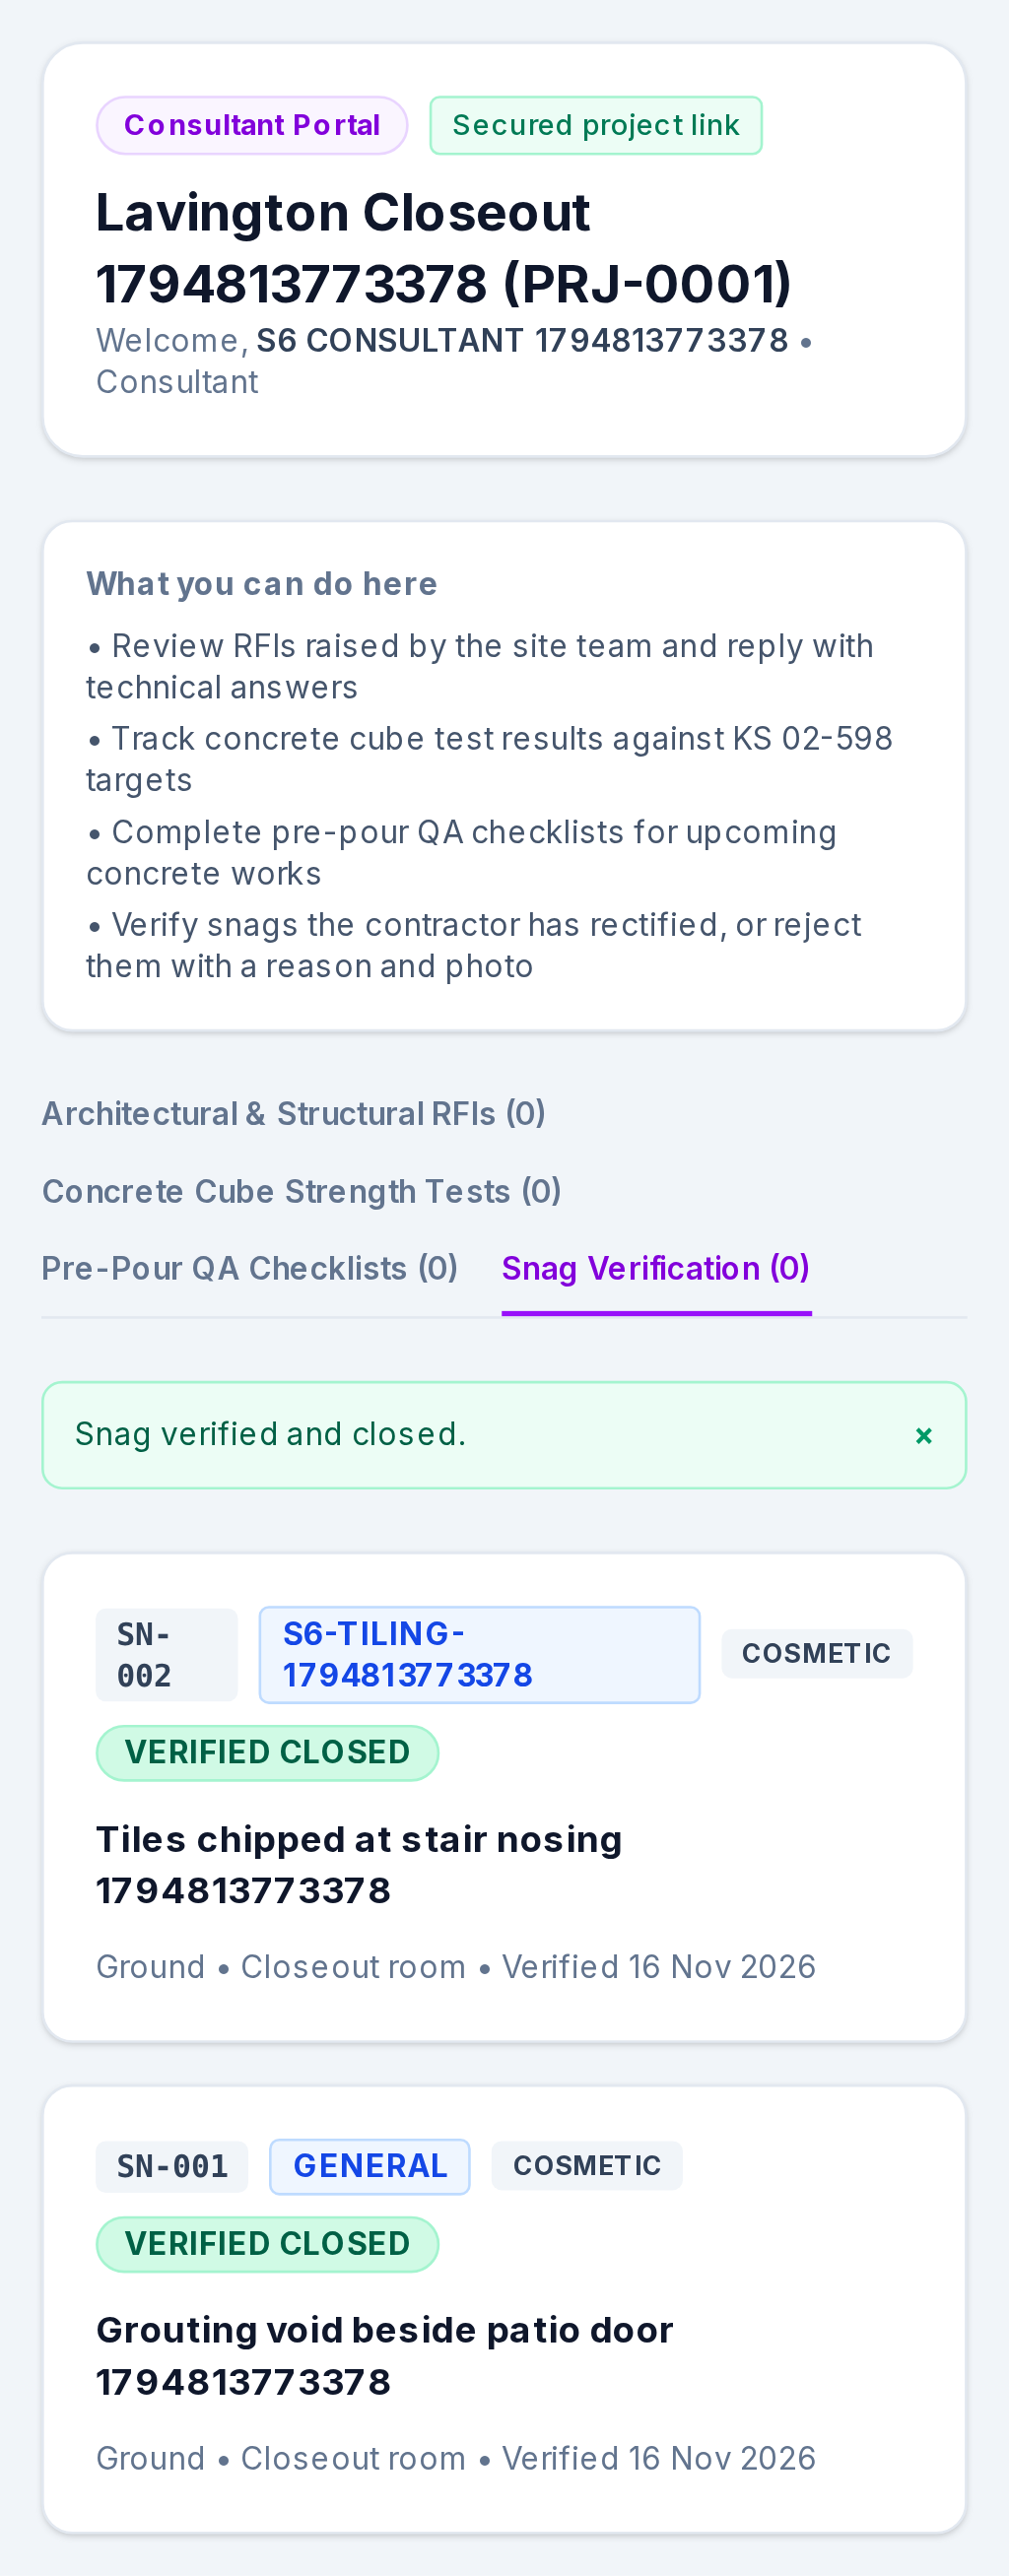 Consultant Portal Secured project link
Lavington Closeout
1794813773378 (PRJ-0001)
Welcome, S6 CONSULTANT 1794813773378 •
Consultant
What you can do here
• Review RFIs raised by the site team and reply with
technical answers
• Track concrete cube test results against KS 02-598
targets
• Complete pre-pour QA checklists for upcoming
concrete works
• Verify snags the contractor has rectified, or reject
them with a reason and photo
Architectural & Structural RFIs (0)
Concrete Cube Strength Tests (0)
Pre-Pour QA Checklists (0) Snag Verification (0)
Snag verified and closed. ×
SN-
002
S6-TILING-
1794813773378
COSMETIC
VERIFIED CLOSED
Tiles chipped at stair nosing
1794813773378
Ground • Closeout room • Verified 16 Nov 2026
SN-001 GENERAL COSMETIC
VERIFIED CLOSED
Grouting void beside patio door
1794813773378
Ground • Closeout room • Verified 16 Nov 2026